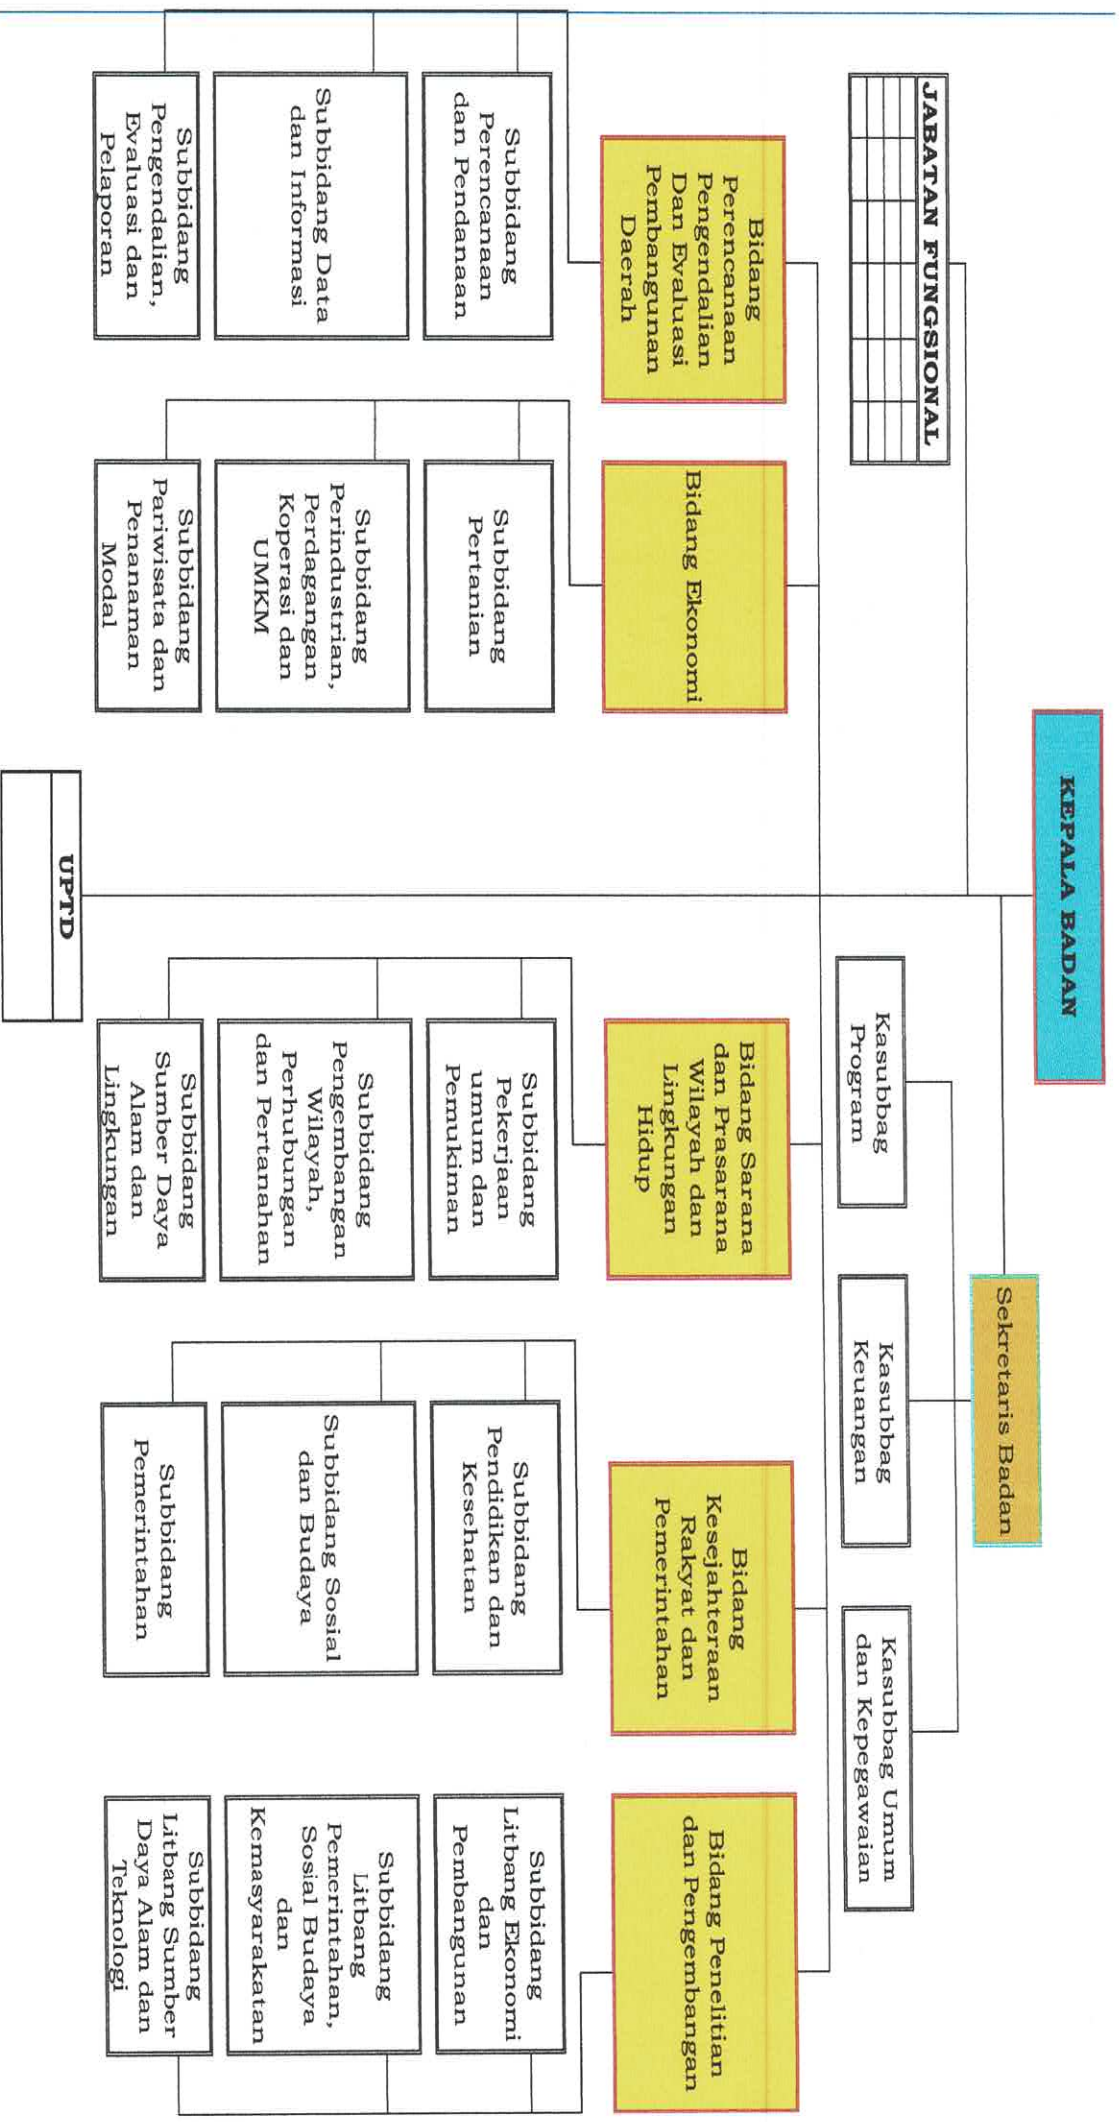 KEPALA BADAN
Sekretaris Badan
JABATAN FUNGSIONAL
Kasubbag
Program
Kasubbag
Keuangan
Kasubbag Umum
dan Kepegawaian
Bidang
Perencanaan
Pengendalian
Dan Evaluasi
Pembangunan
Daerah
Bidang Ekonomi
Bidang Sarana
dan Prasarana
Wilayah dan
Lingkungan
Hidup
Bidang
Kesejahteraan
Rakyat dan
Pemerintahan
Bidang Penelitian
dan Pengembangan
Subbidang
Perencanaan
dan Pendanaan
Subbidang
Pertanian
Subbidang
Pekerjaan
umum dan
Pemukiman
Subbidang
Pendidikan dan
Kesehatan
Subbidang
Litbang Ekonomi
dan
Pembangunan
Subbidang Data
dan Informasi
Subbidang
Perindustrian,
Perdagangan
Koperasi dan
UMKM
Subbidang
Pengembangan
Wilayah,
Perhubungan
dan Pertanahan
Subbidang Sosial
dan Budaya
Subbidang
Litbang
Pemerintahan,
Sosial Budaya
dan
Kemasyarakatan
Subbidang
Pengendalian,
Evaluasi dan
Pelaporan
Subbidang
Pariwisata dan
Penanaman
Modal
Subbidang
Sumber Daya
Alam dan
Lingkungan
Subbidang
Pemerintahan
Subbidang
Litbang Sumber
Daya Alam dan
Teknologi
UPTD